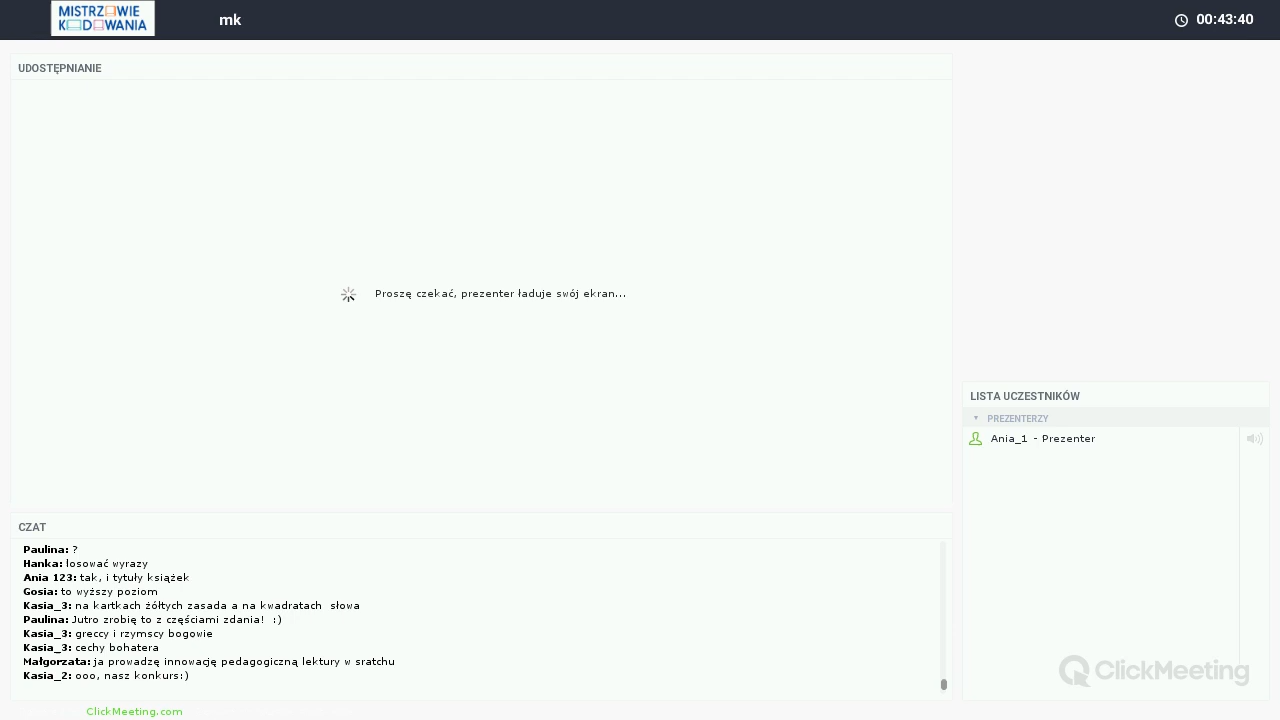 MISTRZOWIE
KODOWANIA
mk
00:43:40
UDOSTĘPNIANIE
Proszę czekać, prezenter ładuje swój ekran...
LISTA UCZESTNIKÓW
PREZENTERZY
Ania_1 - Prezenter
CZAT
Paulina: ?
Hanka: losować wyrazy
Ania 123: tak, i tytuły książek
Gosia: to wyższy poziom
Kasia_3: na kartkach żółtych zasada a na kwadratach  słowa
Paulina: Jutro zrobię to z częściami zdania!  :)
Kasia_3: greccy i rzymscy bogowie
Kasia_3: cechy bohatera
Małgorzata: ja prowadzę innowację pedagogiczną lektury w sratchu
Kasia_2: ooo, nasz konkurs:)
ClickMeeting
ClickMeeting.com